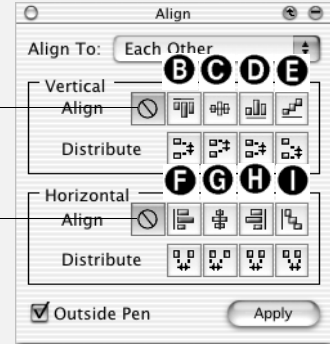 Align
Align To: Each Other
B C D E
Vertical
Align
Distribute
F G H I
Horizontal
Align
Distribute
Outside Pen Apply